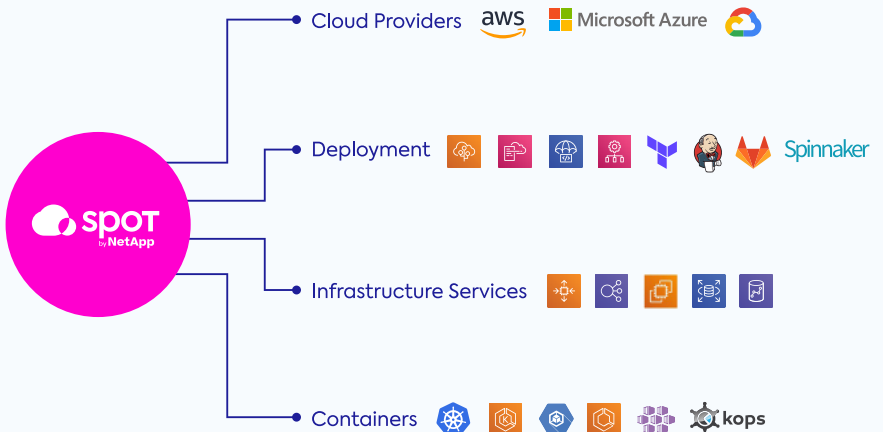 Cloud Providers aws Microsoft Azure
Deployment Spinnaker
spot
by NetApp
Infrastructure Services
Containers kops